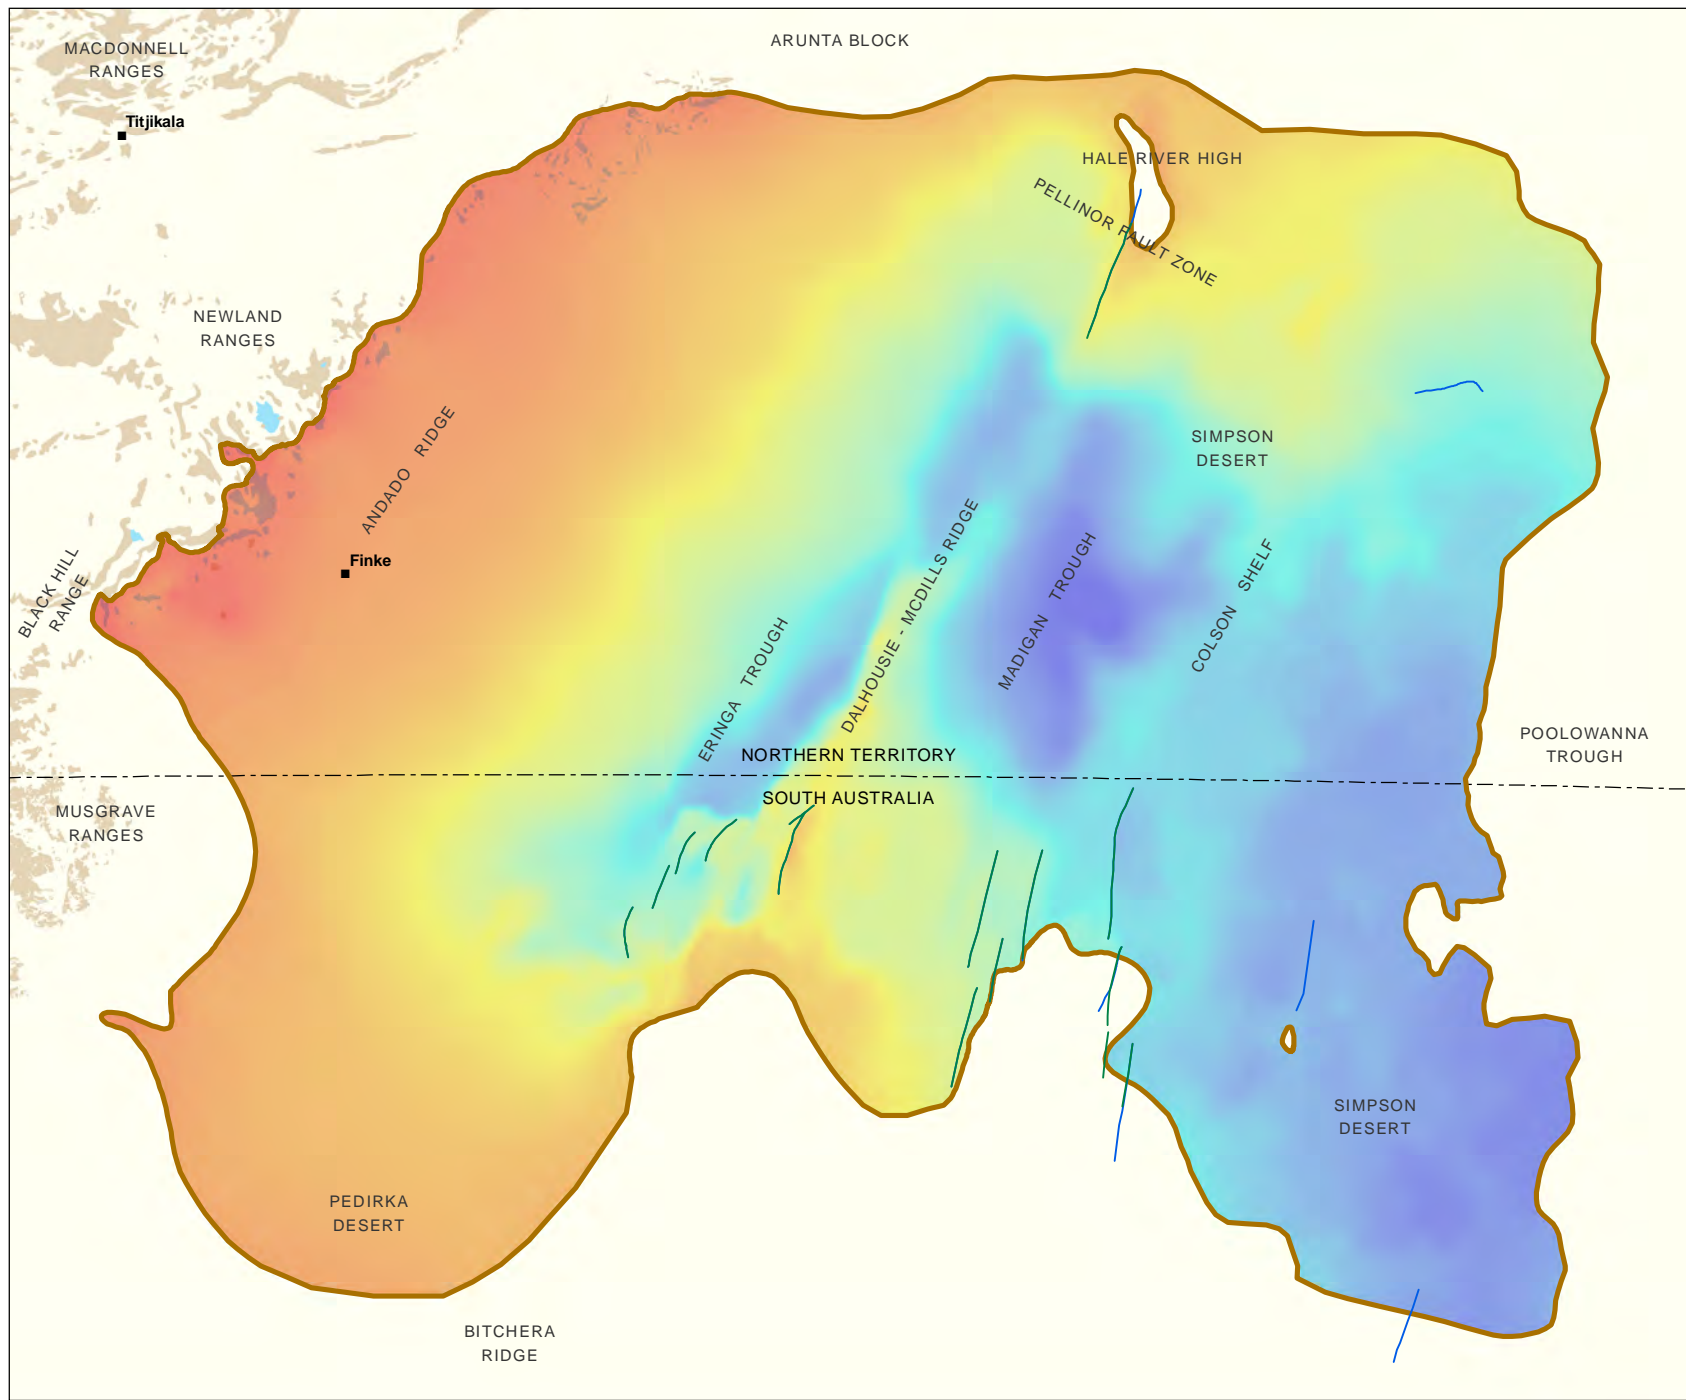 ARUNTA BLOCK
MACDONNELL
RANGES
Titjikala
HALE RIVER HIGH
PELLINOR FAULT ZONE
NEWLAND
RANGES
ANDADO RIDGE
SIMPSON
DESERT
Finke
BLACK HILL
RANGE
DALHOUSIE - MCDILLS RIDGE
MADIGAN TROUGH
COLSON SHELF
ERINGA TROUGH
NORTHERN TERRITORY
POOLOWANNA
TROUGH
SOUTH AUSTRALIA
MUSGRAVE
RANGES
SIMPSON
DESERT
PEDIRKA
DESERT
BITCHERA
RIDGE